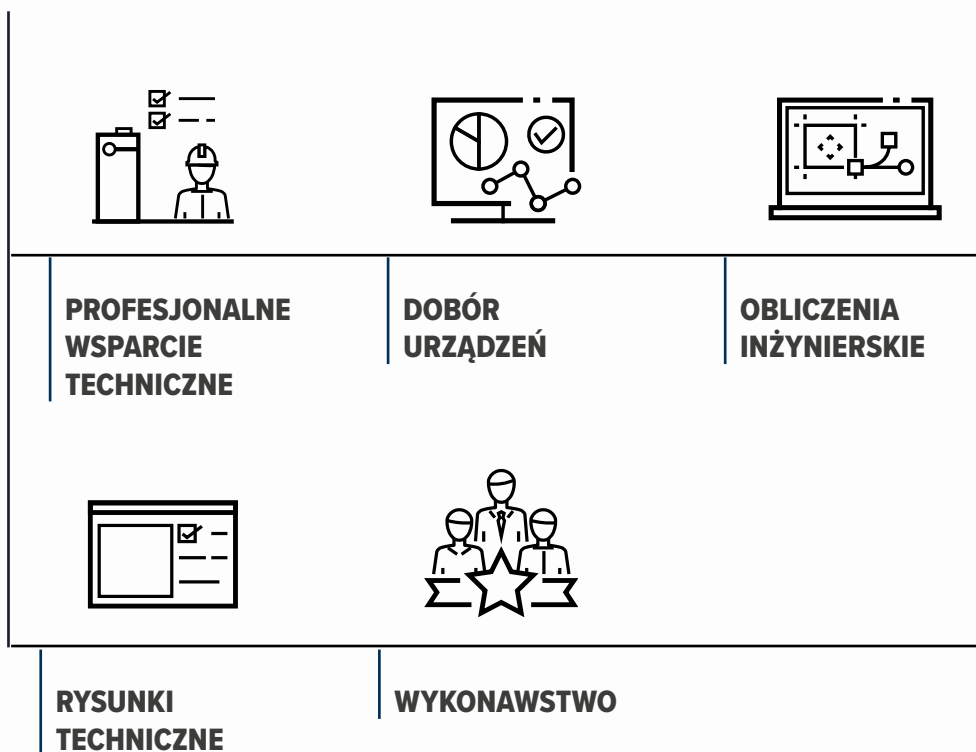 PROFESJONALNE
WSPARCIE
TECHNICZNE
DOBÓR
URZĄDZEŃ
OBLICZENIA
INŻYNIERSKIE
RYSUNKI
TECHNICZNE
WYKONAWSTWO